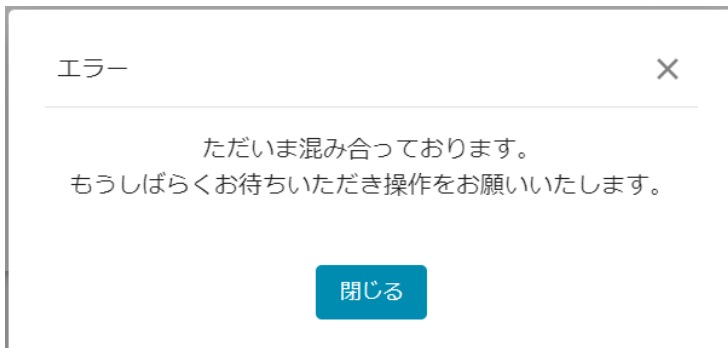 エラー
ただいま混み合っております。
もうしばらくお待ちいただき操作をお願いいたします。
閉じる